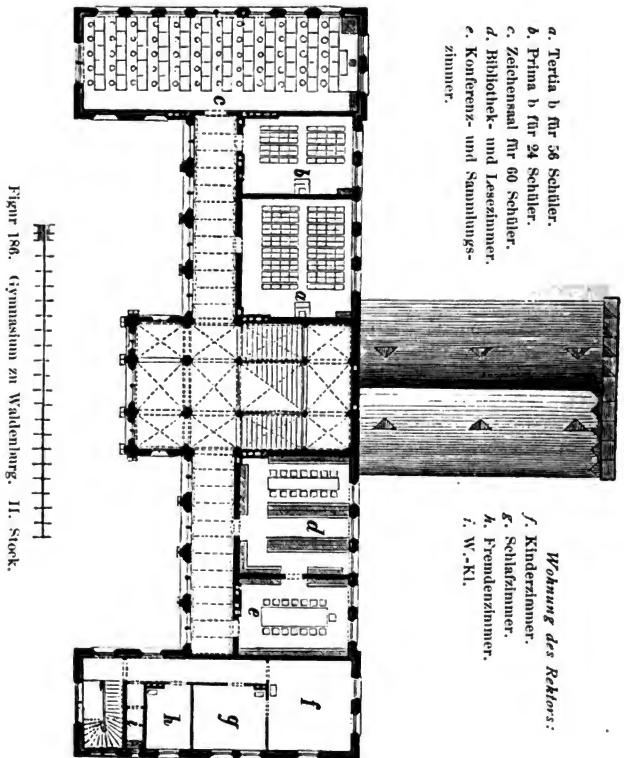 a. Tertia b für 56 Schüler.
b. Prima b für 24 Schüler.
c. Zeichensaal für 60 Schüler.
d. Bibliothek- und Lesezimmer.
e. Konferenz- und Sammlungs-
zimmer.
Wohnung des Rektors:
f. Kinderzimmer.
g. Schlafzimmer.
h. Fremdenzimmer.
i. W.-Kl.
c
b
a
d
e
f
g
h
i
Figur 186. Gymnasium zu Waldenburg. II. Stock.